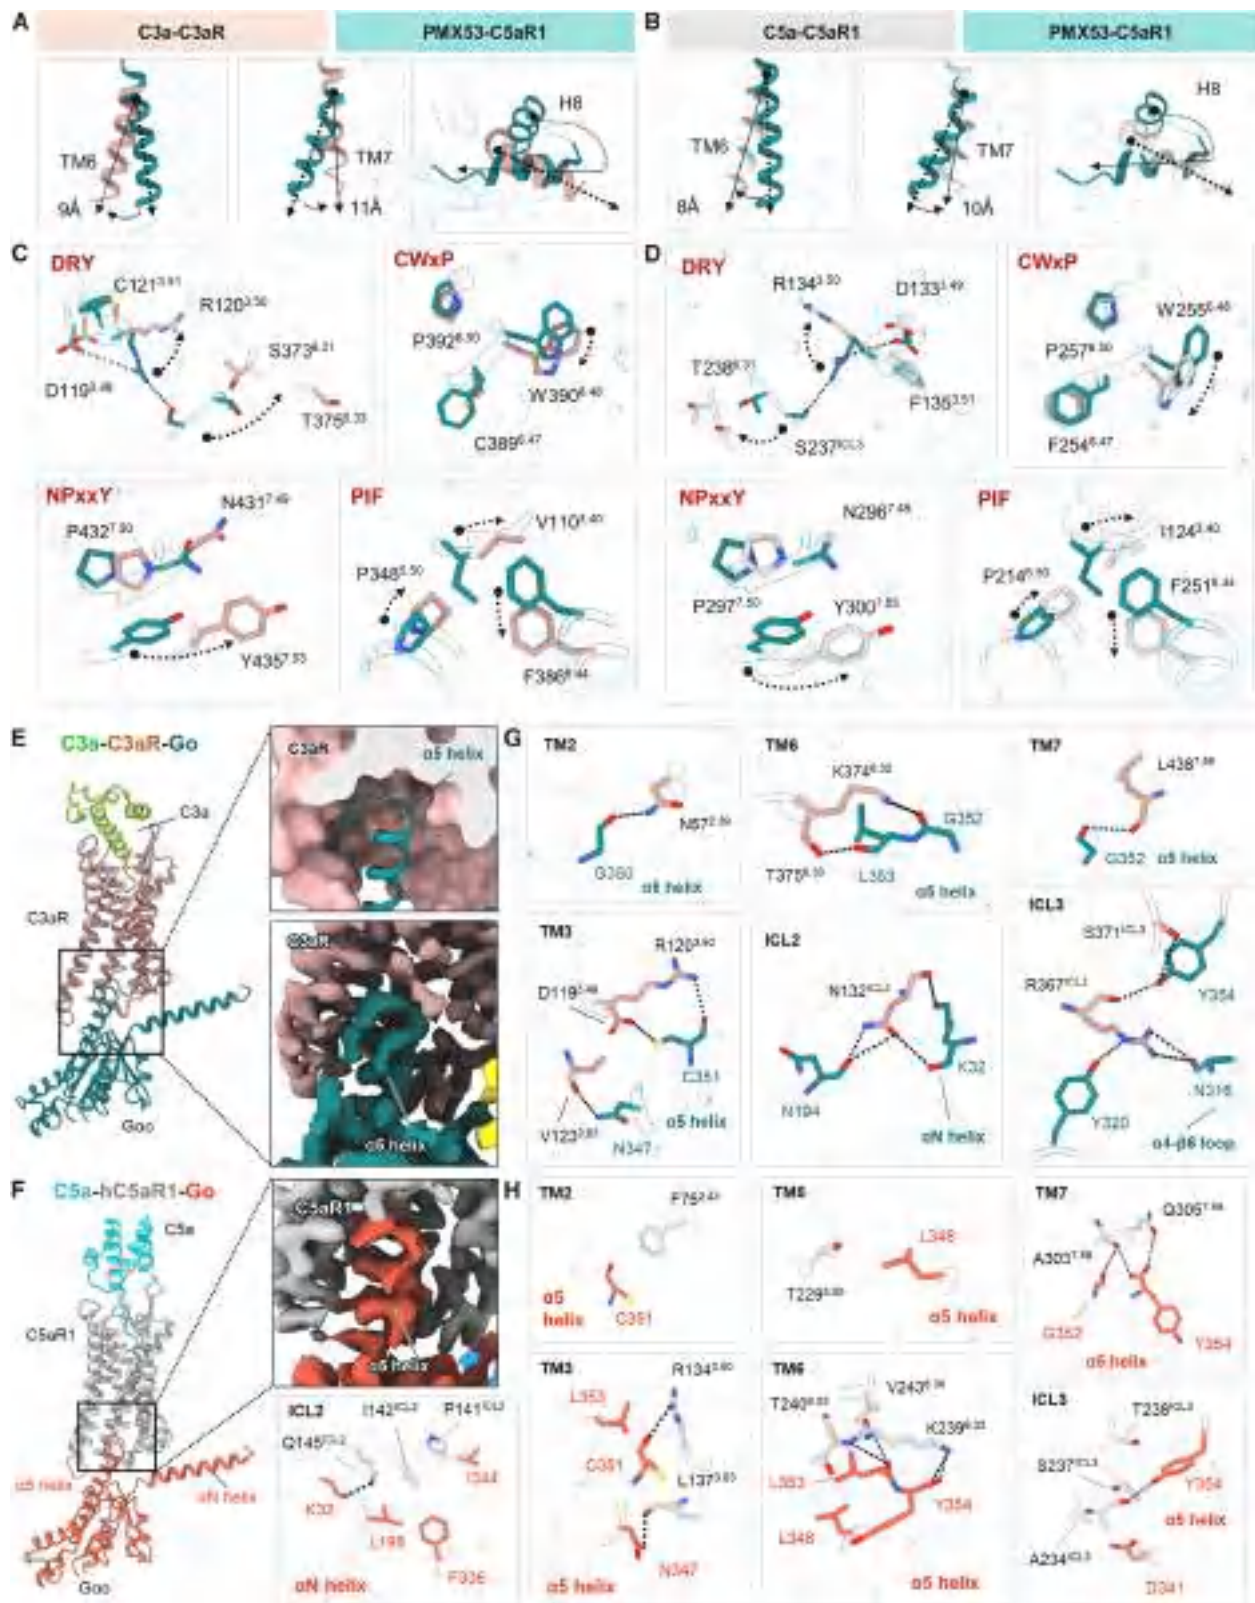 A
C3a-C3aR
PMX53-C5aR1
TM6
9Å
TM7
11Å
H8
B
C5a-C5aR1
PMX53-C5aR1
TM6
8Å
TM7
10Å
H8
C
DRY
C121
R120
S373
D119
T375
CWxP
P392
W390
C389
NPxxY
N431
P432
Y435
PIF
V110
P348
F386
D
DRY
R134
D133
T238
F135
S237
CWxP
W255
P257
F254
NPxxY
N296
P297
Y300
PIF
I124
P214
F251
E
C3a-C3aR-Go
C3a
C3aR
Gαo
C3aR
α5 helix
C3aR
α5 helix
F
C5a-hC5aR1-Go
C5a
C5aR1
α5 helix
αN helix
Gαo
C5aR1
α5 helix
ICL2
I142
P141
Q145
K32
L195
I344
F336
αN helix
G
TM2
N57
α5 helix
TM6
K374
G352
T375
L353
α5 helix
TM7
L438
G352
α5 helix
TM3
R120
D119
C351
V123
N347
α5 helix
ICL2
N132
N194
K32
αN helix
ICL3
S371
R367
Y354
N316
Y320
α4-β6 loop
H
TM2
F75
α5
helix
C351
L348
T229
α5 helix
TM7
Q305
A303
G352
Y354
α5 helix
TM3
R134
L353
C351
L137
N347
α5 helix
TM6
V243
T240
K239
L353
Y354
L348
α5 helix
ICL3
T238
S237
Y354
α5 helix
A234
D341